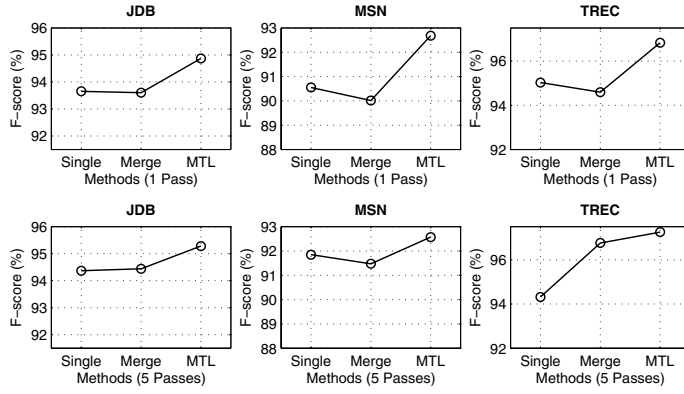 JDB
F−score (%)
96
95
94
93
92
Single Merge MTL
Methods (1 Pass)
MSN
F−score (%)
93
92
91
90
89
88
Single Merge MTL
Methods (1 Pass)
TREC
F−score (%)
96
94
92
Single Merge MTL
Methods (1 Pass)
JDB
F−score (%)
96
95
94
93
92
Single Merge MTL
Methods (5 Passes)
MSN
F−score (%)
93
92
91
90
89
88
Single Merge MTL
Methods (5 Passes)
TREC
F−score (%)
96
94
92
Single Merge MTL
Methods (5 Passes)